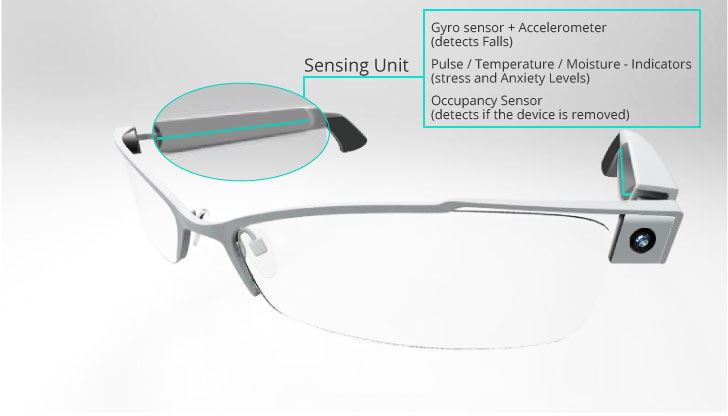 Sensing Unit
Gyro sensor + Accelerometer
(detects Falls)
Pulse / Temperature / Moisture - Indicators
(stress and Anxiety Levels)
Occupancy Sensor
(detects if the device is removed)